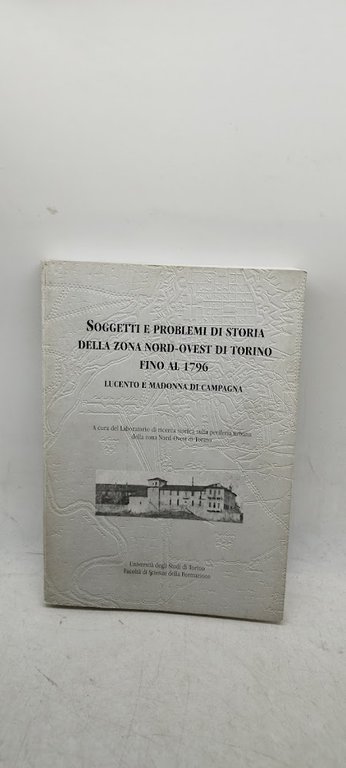 SOGGETTI E PROBLEMI DI STORIA
DELLA ZONA NORD-OVEST DI TORINO
FINO AL 1796
LUCENTO E MADONNA DI CAMPAGNA
A cura del Laboratorio di ricerca storica sulla periferia urbana
della zona Nord-Ovest di Torino
Università degli Studi di Torino
Facoltà di Scienze della Formazione